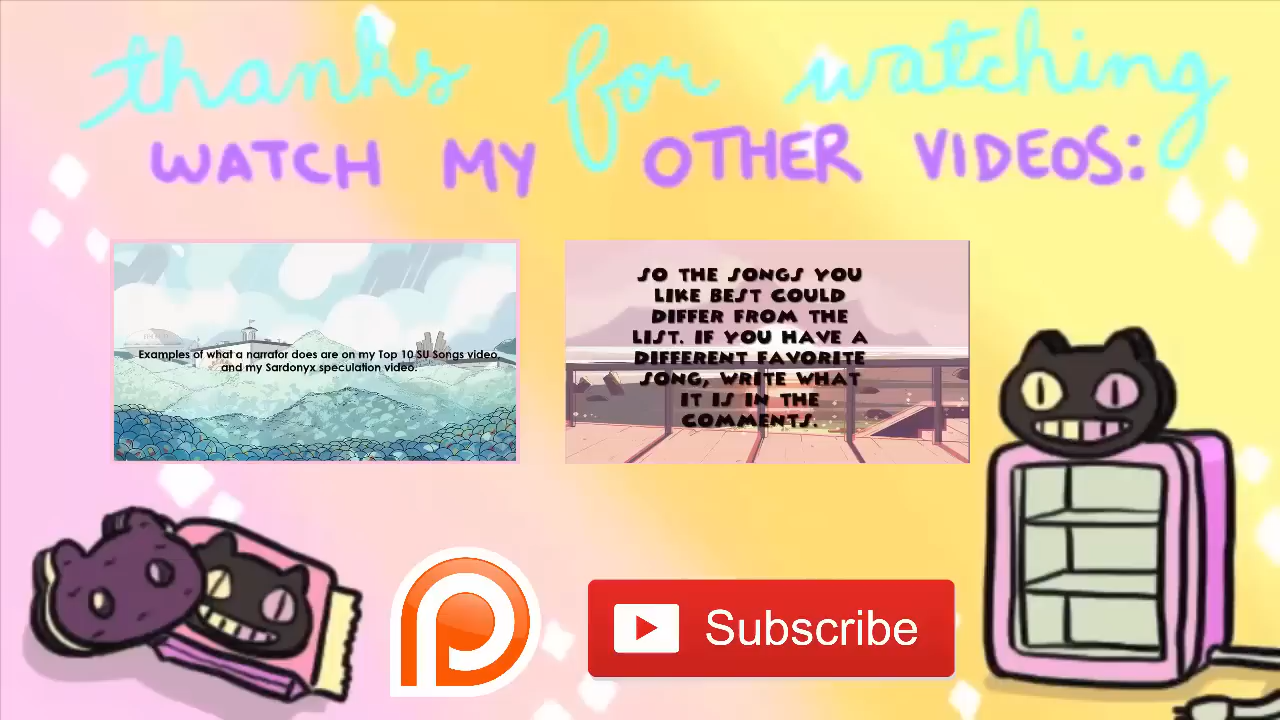 thanks for watching
WATCH MY OTHER VIDEOS:
Examples of what a narrator does are on my Top 10 SU Songs video,
and my Sardonyx speculation video.
SO THE SONGS YOU
LIKE BEST COULD
DIFFER FROM THE
LIST. IF YOU HAVE A
DIFFERENT FAVORITE
SONG, WRITE WHAT
IT IS IN THE
COMMENTS.
Subscribe